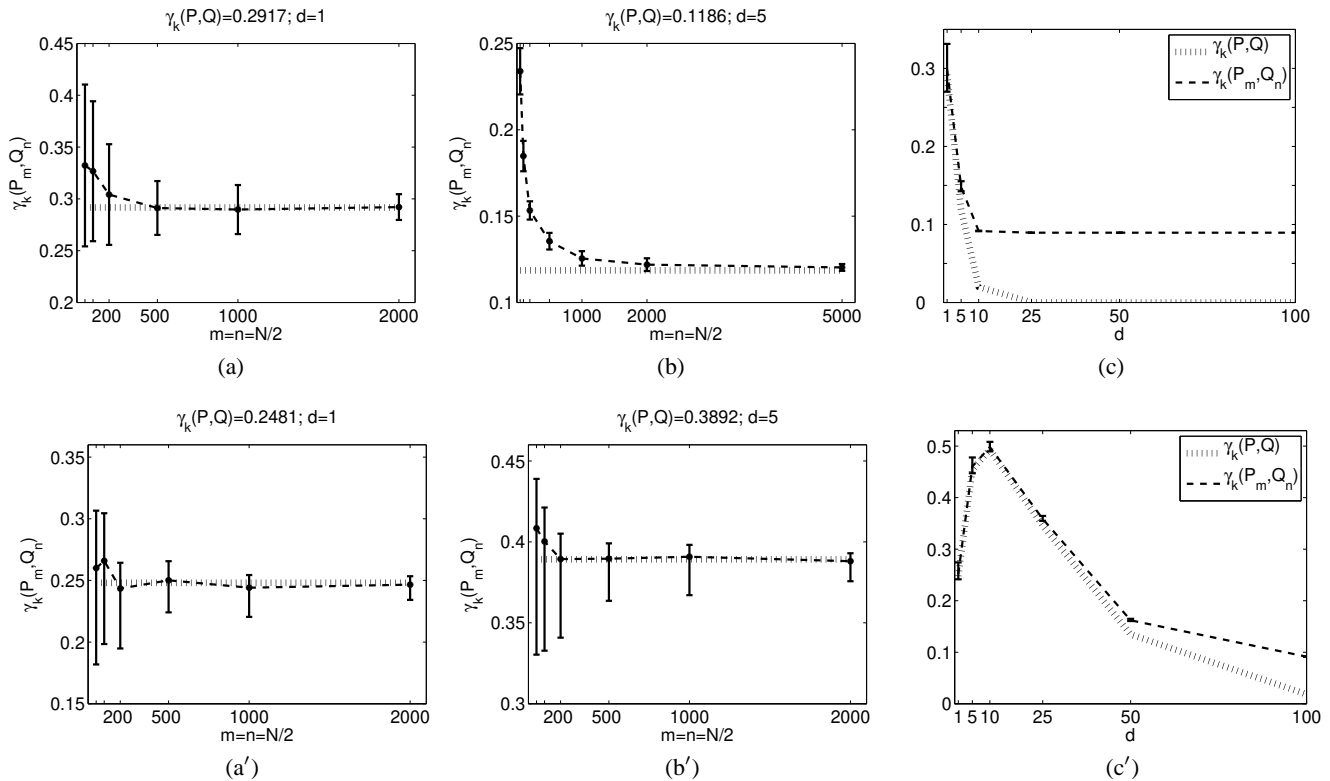 γk(P,Q)=0.2917; d=1
0.45
0.4
0.35
0.3
0.25
0.2
γk(Pm,Qn)
200 500 1000 2000
m=n=N/2
(a)
γk(P,Q)=0.1186; d=5
0.25
0.2
0.15
0.1
γk(Pm,Qn)
1000 2000 5000
m=n=N/2
(b)
γk(P,Q)
γk(Pm,Qn)
0.3
0.2
0.1
0
1 5 10 25 50 100
d
(c)
γk(P,Q)=0.2481; d=1
0.35
0.3
0.25
0.2
0.15
γk(Pm,Qn)
200 500 1000 2000
m=n=N/2
(a′)
γk(P,Q)=0.3892; d=5
0.45
0.4
0.35
0.3
γk(Pm,Qn)
200 500 1000 2000
m=n=N/2
(b′)
γk(P,Q)
γk(Pm,Qn)
0.5
0.4
0.3
0.2
0.1
0
1 5 10 25 50 100
d
(c′)